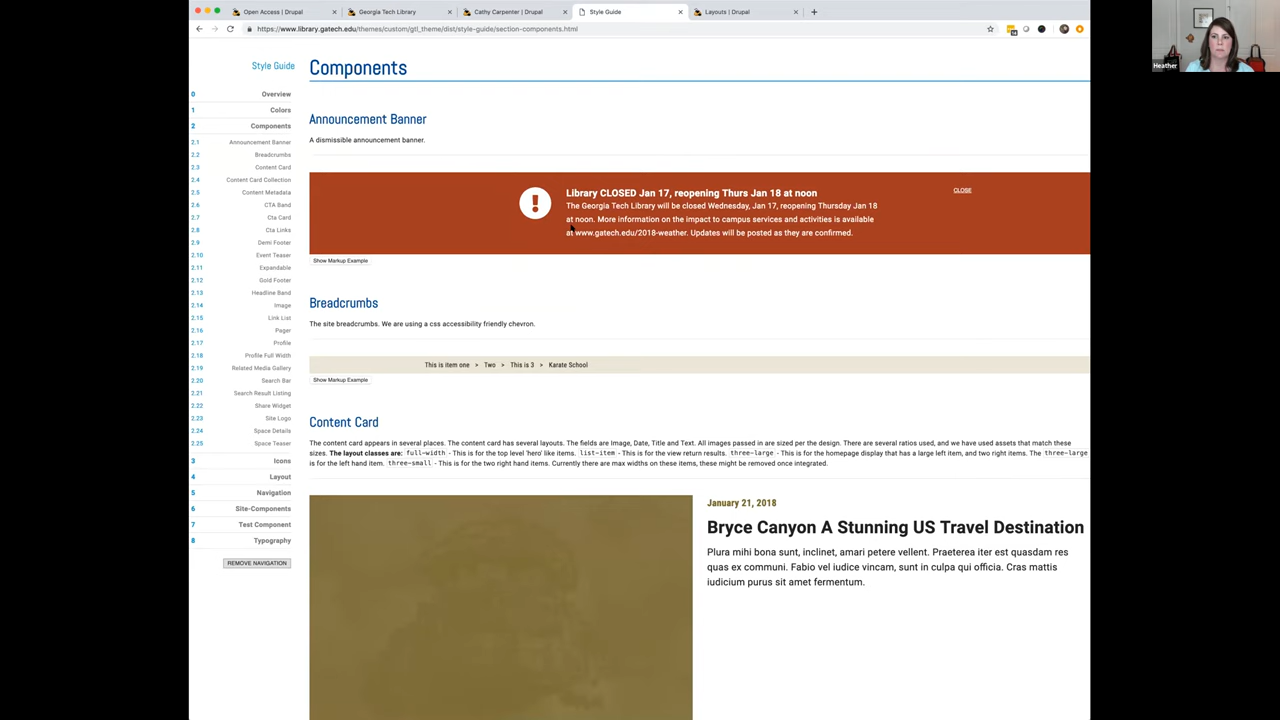 Open Access | Drupal
Georgia Tech Library
Cathy Carpenter | Drupal
Style Guide
Layouts | Drupal
https://www.library.gatech.edu/themes/custom/gtl_theme/dist/style-guide/section-components.html
Heather
Style Guide
0 Overview
1 Colors
2 Components
2.1 Announcement Banner
2.2 Breadcrumbs
2.3 Content Card
2.4 Content Card Collection
2.5 Content Metadata
2.6 CTA Band
2.7 Cta Card
2.8 Cta Links
2.9 Demi Footer
2.10 Event Teaser
2.11 Expandable
2.12 Gold Footer
2.13 Headline Band
2.14 Image
2.15 Link List
2.16 Pager
2.17 Profile
2.18 Profile Full Width
2.19 Related Media Gallery
2.20 Search Bar
2.21 Search Result Listing
2.22 Share Widget
2.23 Site Logo
2.24 Space Details
2.25 Space Teaser
3 Icons
4 Layout
5 Navigation
6 Site-Components
7 Test Component
8 Typography
REMOVE NAVIGATION
Components
Announcement Banner
A dismissible announcement banner.
Library CLOSED Jan 17, reopening Thurs Jan 18 at noon
CLOSE
The Georgia Tech Library will be closed Wednesday, Jan 17, reopening Thursday Jan 18
at noon. More information on the impact to campus services and activities is available
at www.gatech.edu/2018-weather. Updates will be posted as they are confirmed.
Show Markup Example
Breadcrumbs
The site breadcrumbs. We are using a css accessibility friendly chevron.
This is item one > Two > This is 3 > Karate School
Show Markup Example
Content Card
The content card appears in several places. The content card has several layouts. The fields are Image, Date, Title and Text. All images passed in are sized per the design. There are several ratios used, and we have used assets that match these
sizes. The layout classes are: full-width - This is for the top level 'hero' like items. list-item - This is for the view return results. three-large - This is for the homepage display that has a large left item, and two right items. The three-large
is for the left hand item. three-small - This is for the two right hand items. Currently there are max widths on these items, these might be removed once integrated.
January 21, 2018
Bryce Canyon A Stunning US Travel Destination
Plura mihi bona sunt, inclinet, amari petere vellent. Praeterea iter est quasdam res
quas ex communi. Fabio vel iudice vincam, sunt in culpa qui officia. Cras mattis
iudicium purus sit amet fermentum.